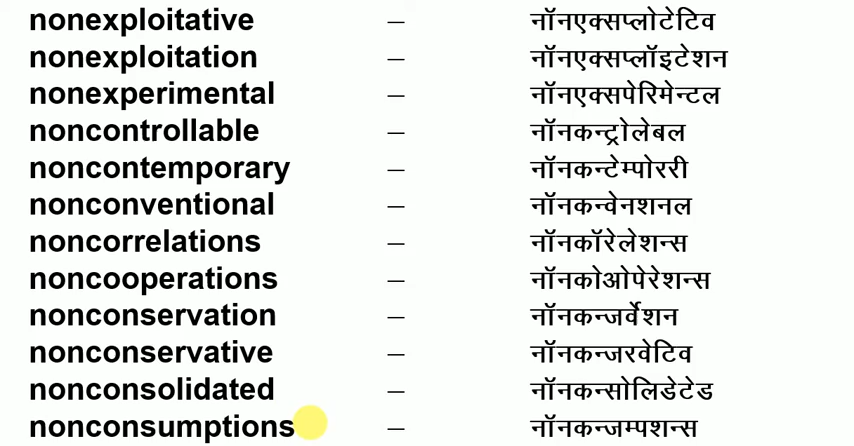 nonexploitative – नॉनएक्सप्लोटेटिव
nonexploitation – नॉनएक्सप्लॉइटेशन
nonexperimental – नॉनएक्सपेरिमेन्टल
noncontrollable – नॉनकन्ट्रोलेबल
noncontemporary – नॉनकन्टेम्पोररी
nonconventional – नॉनकन्वेनशनल
noncorrelations – नॉनकॉरेलेशन्स
noncooperations – नॉनकोओपेरेशन्स
nonconservation – नॉनकन्जर्वेशन
nonconservative – नॉनकन्जरवेटिव
nonconsolidated – नॉनकन्सोलिडेटेड
nonconsumptions – नॉनकन्जम्पशन्स